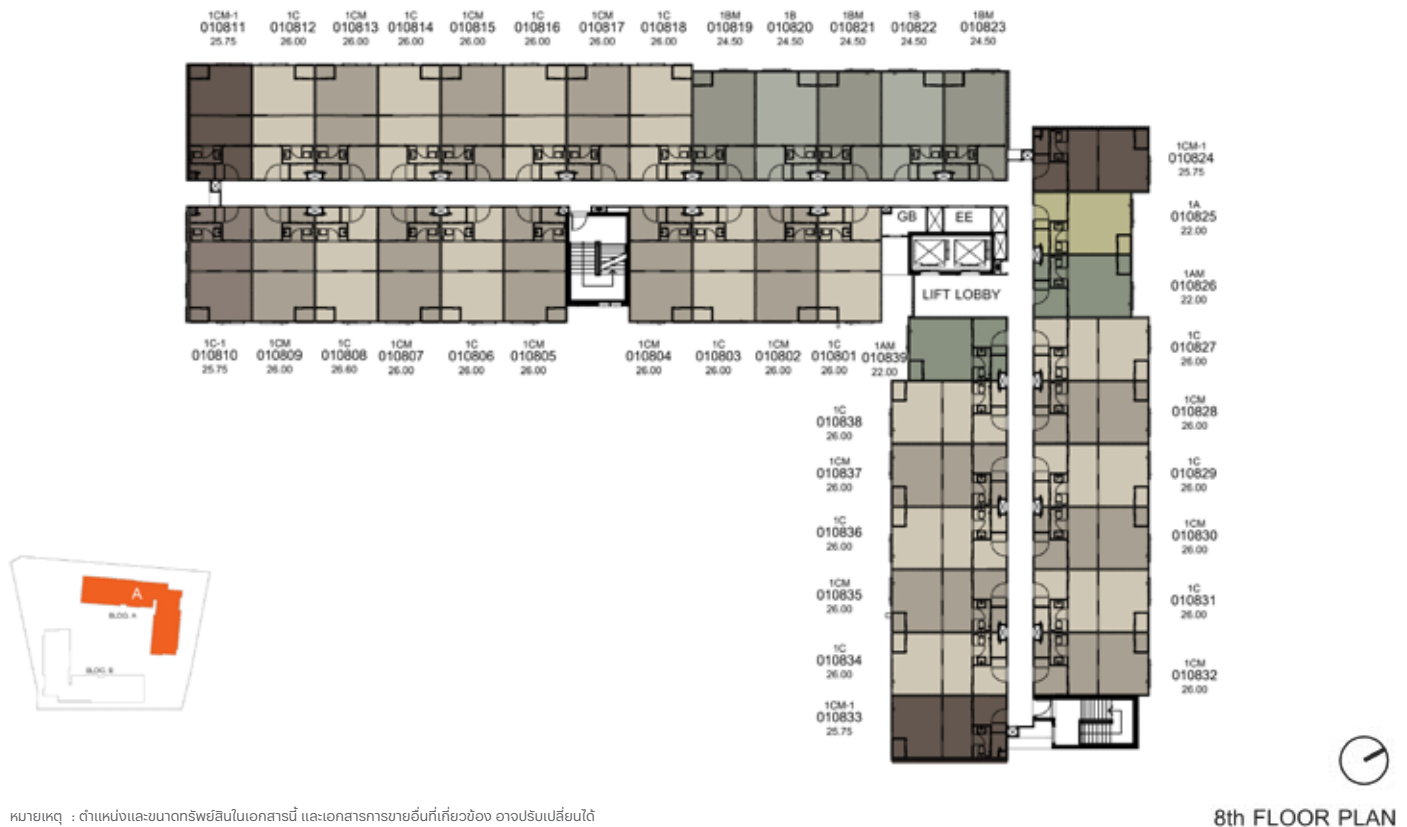 1CM-1
010811
25.75
1C
010812
26.00
1CM
010813
26.00
1C
010814
26.00
1CM
010815
26.00
1C
010816
26.00
1CM
010817
26.00
1C
010818
26.00
1BM
010819
24.50
1B
010820
24.50
1BM
010821
24.50
1B
010822
24.50
1BM
010823
24.50
1CM-1
010824
25.75
1A
010825
22.00
1AM
010826
22.00
GB
EE
LIFT LOBBY
1C-1
010810
25.75
1CM
010809
26.00
1C
010808
26.60
1CM
010807
26.00
1C
010806
26.00
1CM
010805
26.00
1CM
010804
26.00
1C
010803
26.00
1CM
010802
26.00
1C
010801
26.00
1AM
010839
22.00
1C
010827
26.00
1C
010838
26.00
1CM
010828
26.00
1CM
010837
26.00
1C
010829
26.00
1C
010836
26.00
1CM
010830
26.00
1CM
010835
26.00
1C
010831
26.00
1C
010834
26.00
1CM
010832
26.00
1CM-1
010833
25.75
A
BLDG. A
BLDG. B
หมายเหตุ : ตำแหน่งและขนาดทรัพย์สินในเอกสารนี้ และเอกสารการขายอื่นที่เกี่ยวข้อง อาจปรับเปลี่ยนได้
8th FLOOR PLAN